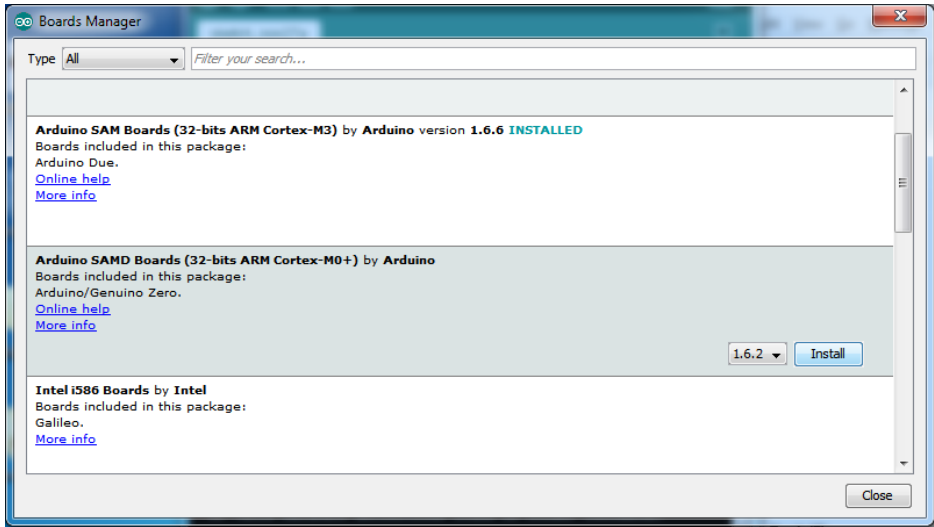 Boards Manager
Type All Filter your search...
Arduino SAM Boards (32-bits ARM Cortex-M3) by Arduino version 1.6.6 INSTALLED
Boards included in this package:
Arduino Due.
Online help
More info
Arduino SAMD Boards (32-bits ARM Cortex-M0+) by Arduino
Boards included in this package:
Arduino/Genuino Zero.
Online help
More info
1.6.2 Install
Intel i586 Boards by Intel
Boards included in this package:
Galileo.
More info
Close